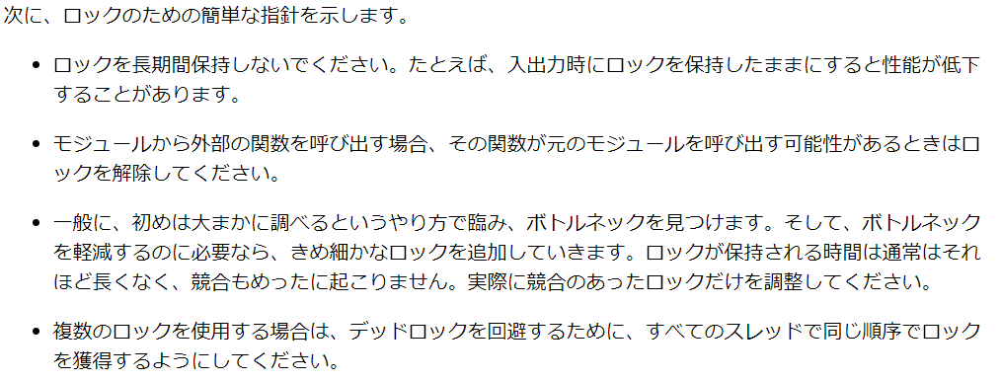 次に、ロックのための簡単な指針を示します。
• ロックを長期間保持しないでください。たとえば、入出力時にロックを保持したままにすると性能が低下
することがあります。
• モジュールから外部の関数を呼び出す場合、その関数が元のモジュールを呼び出す可能性があるときはロ
ックを解除してください。
• 一般に、初めは大まかに調べるというやり方で臨み、ボトルネックを見つけます。そして、ボトルネック
を軽減するのに必要なら、きめ細かなロックを追加していきます。ロックが保持される時間は通常はそれ
ほど長くなく、競合もめったに起こりません。実際に競合のあったロックだけを調整してください。
• 複数のロックを使用する場合は、デッドロックを回避するために、すべてのスレッドで同じ順序でロック
を獲得するようにしてください。